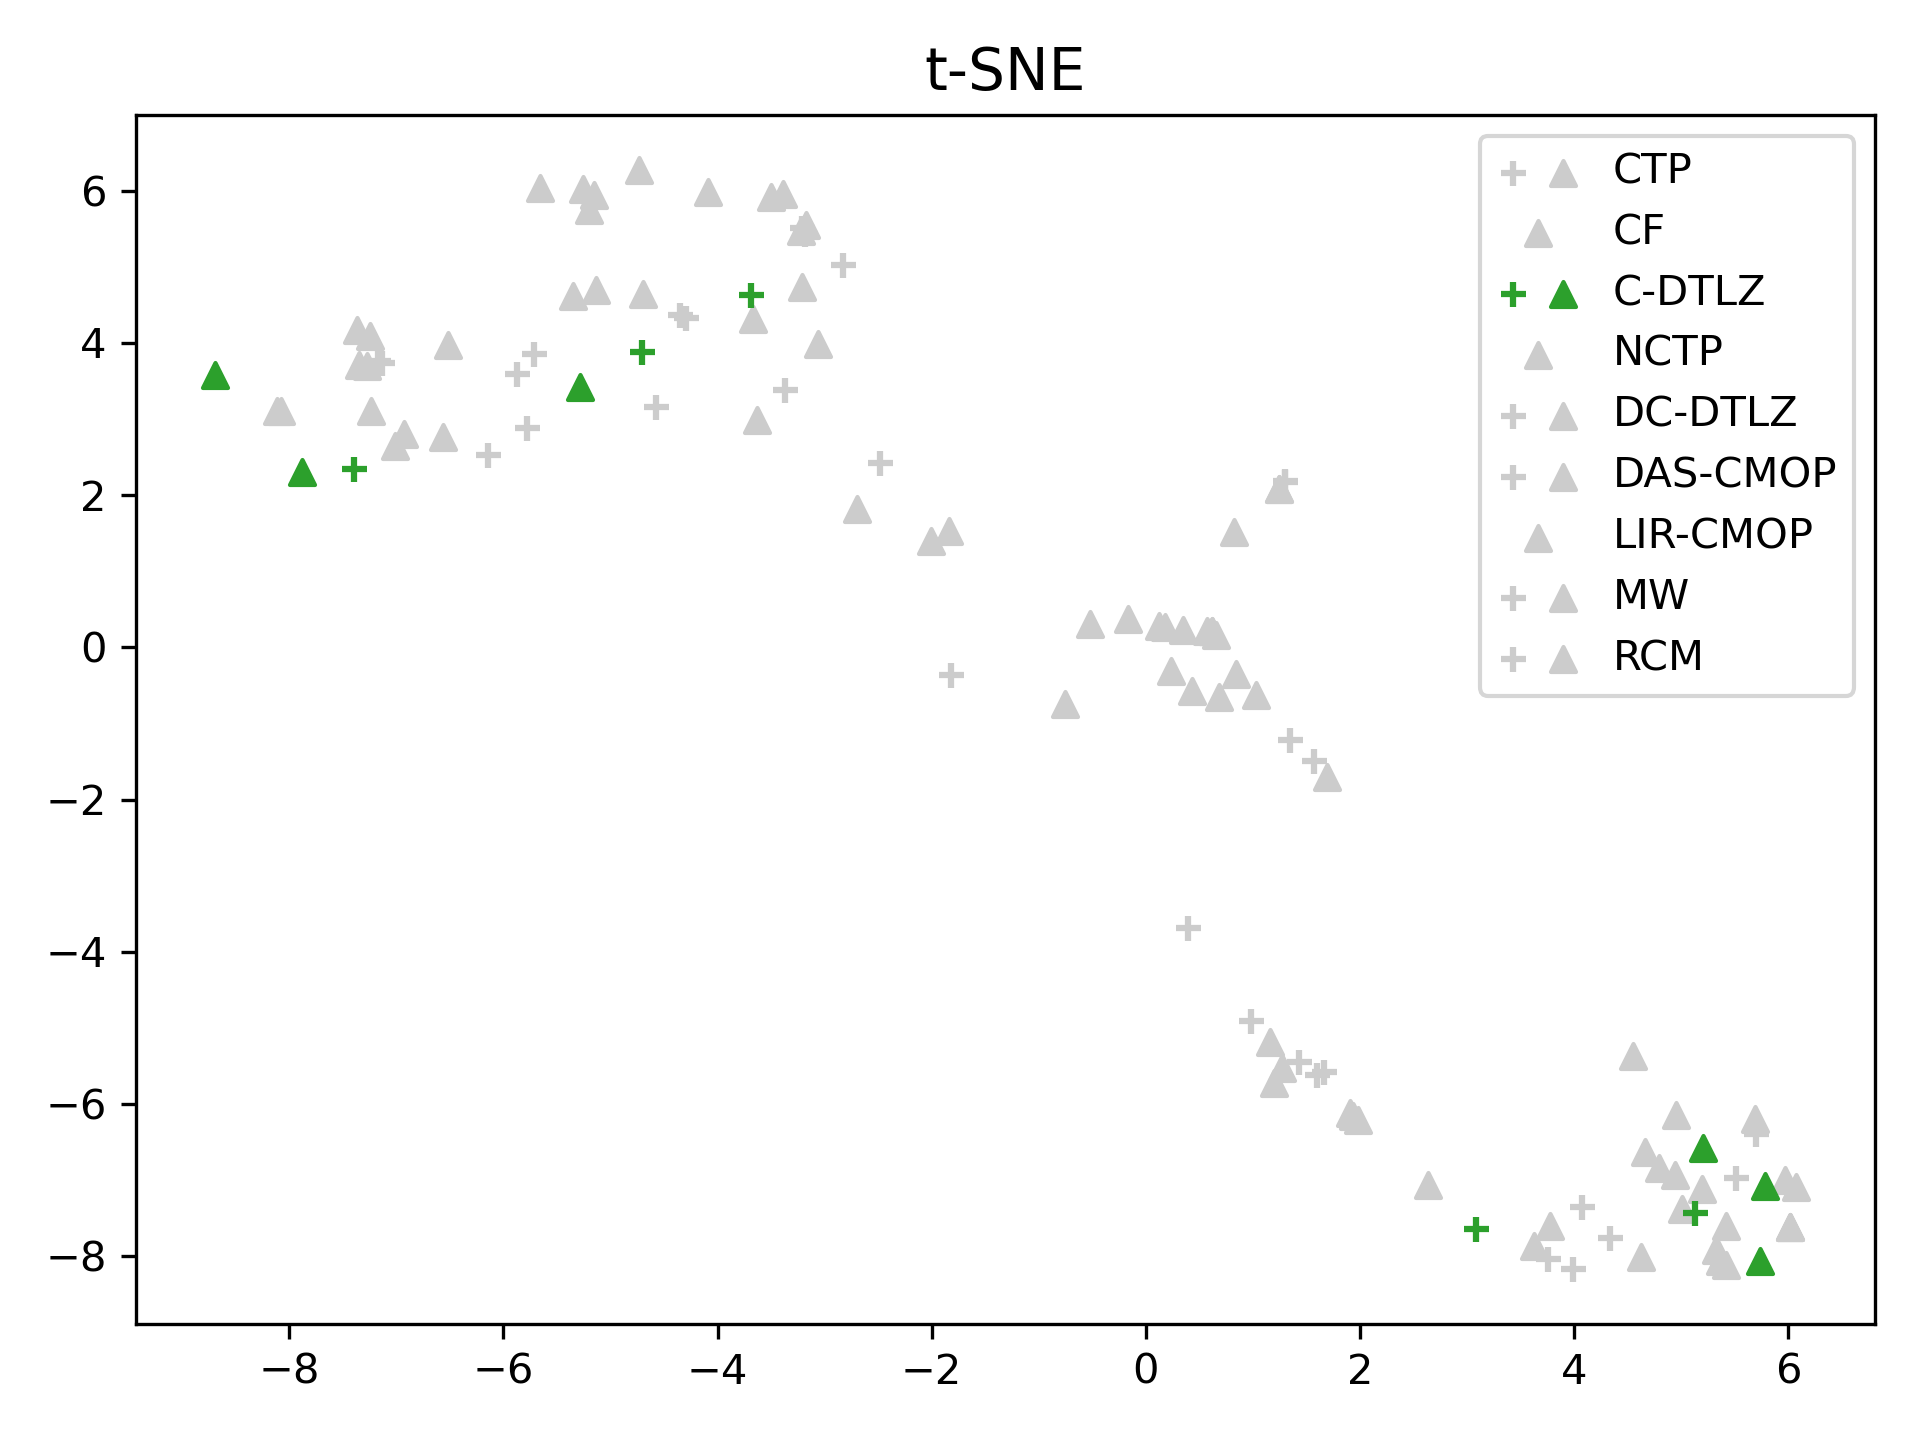 t-SNE
6
4
2
0
−2
−4
−6
−8
−8 −6 −4 −2 0 2 4 6
CTP
CF
C-DTLZ
NCTP
DC-DTLZ
DAS-CMOP
LIR-CMOP
MW
RCM